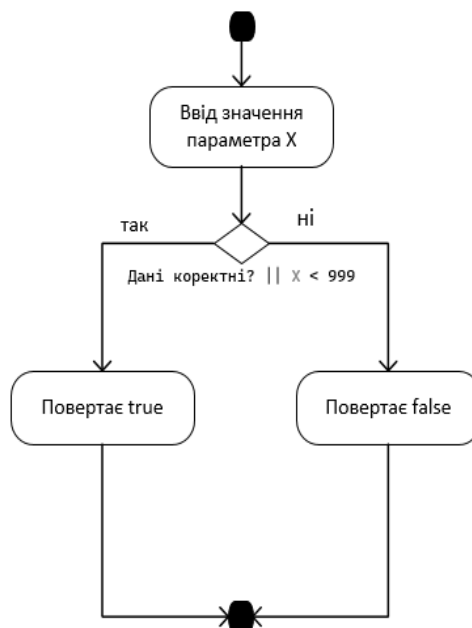 Ввід значення
параметра X
так
ні
Дані коректні? || X < 999
Повертає true
Повертає false